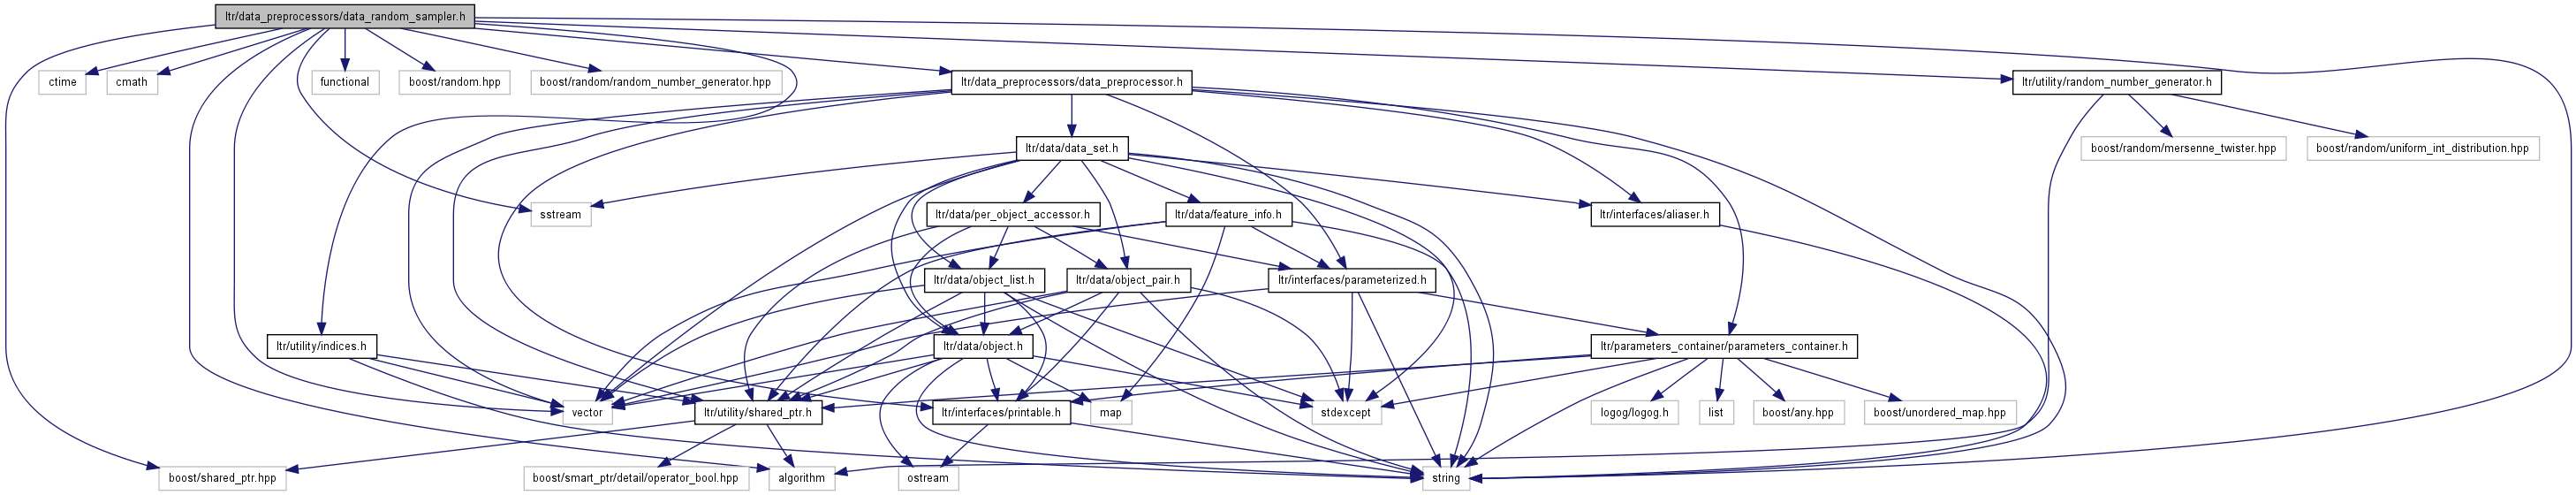 ltr/data_preprocessors/data_random_sampler.h
ctime
cmath
functional
boost/random.hpp
boost/random/random_number_generator.hpp
ltr/data_preprocessors/data_preprocessor.h
ltr/utility/random_number_generator.h
ltr/data/data_set.h
boost/random/mersenne_twister.hpp
boost/random/uniform_int_distribution.hpp
sstream
ltr/data/per_object_accessor.h
ltr/data/feature_info.h
ltr/interfaces/aliaser.h
ltr/data/object_list.h
ltr/data/object_pair.h
ltr/interfaces/parameterized.h
ltr/utility/indices.h
ltr/data/object.h
ltr/parameters_container/parameters_container.h
vector
ltr/utility/shared_ptr.h
ltr/interfaces/printable.h
map
stdexcept
logog/logog.h
list
boost/any.hpp
boost/unordered_map.hpp
boost/shared_ptr.hpp
boost/smart_ptr/detail/operator_bool.hpp
algorithm
ostream
string